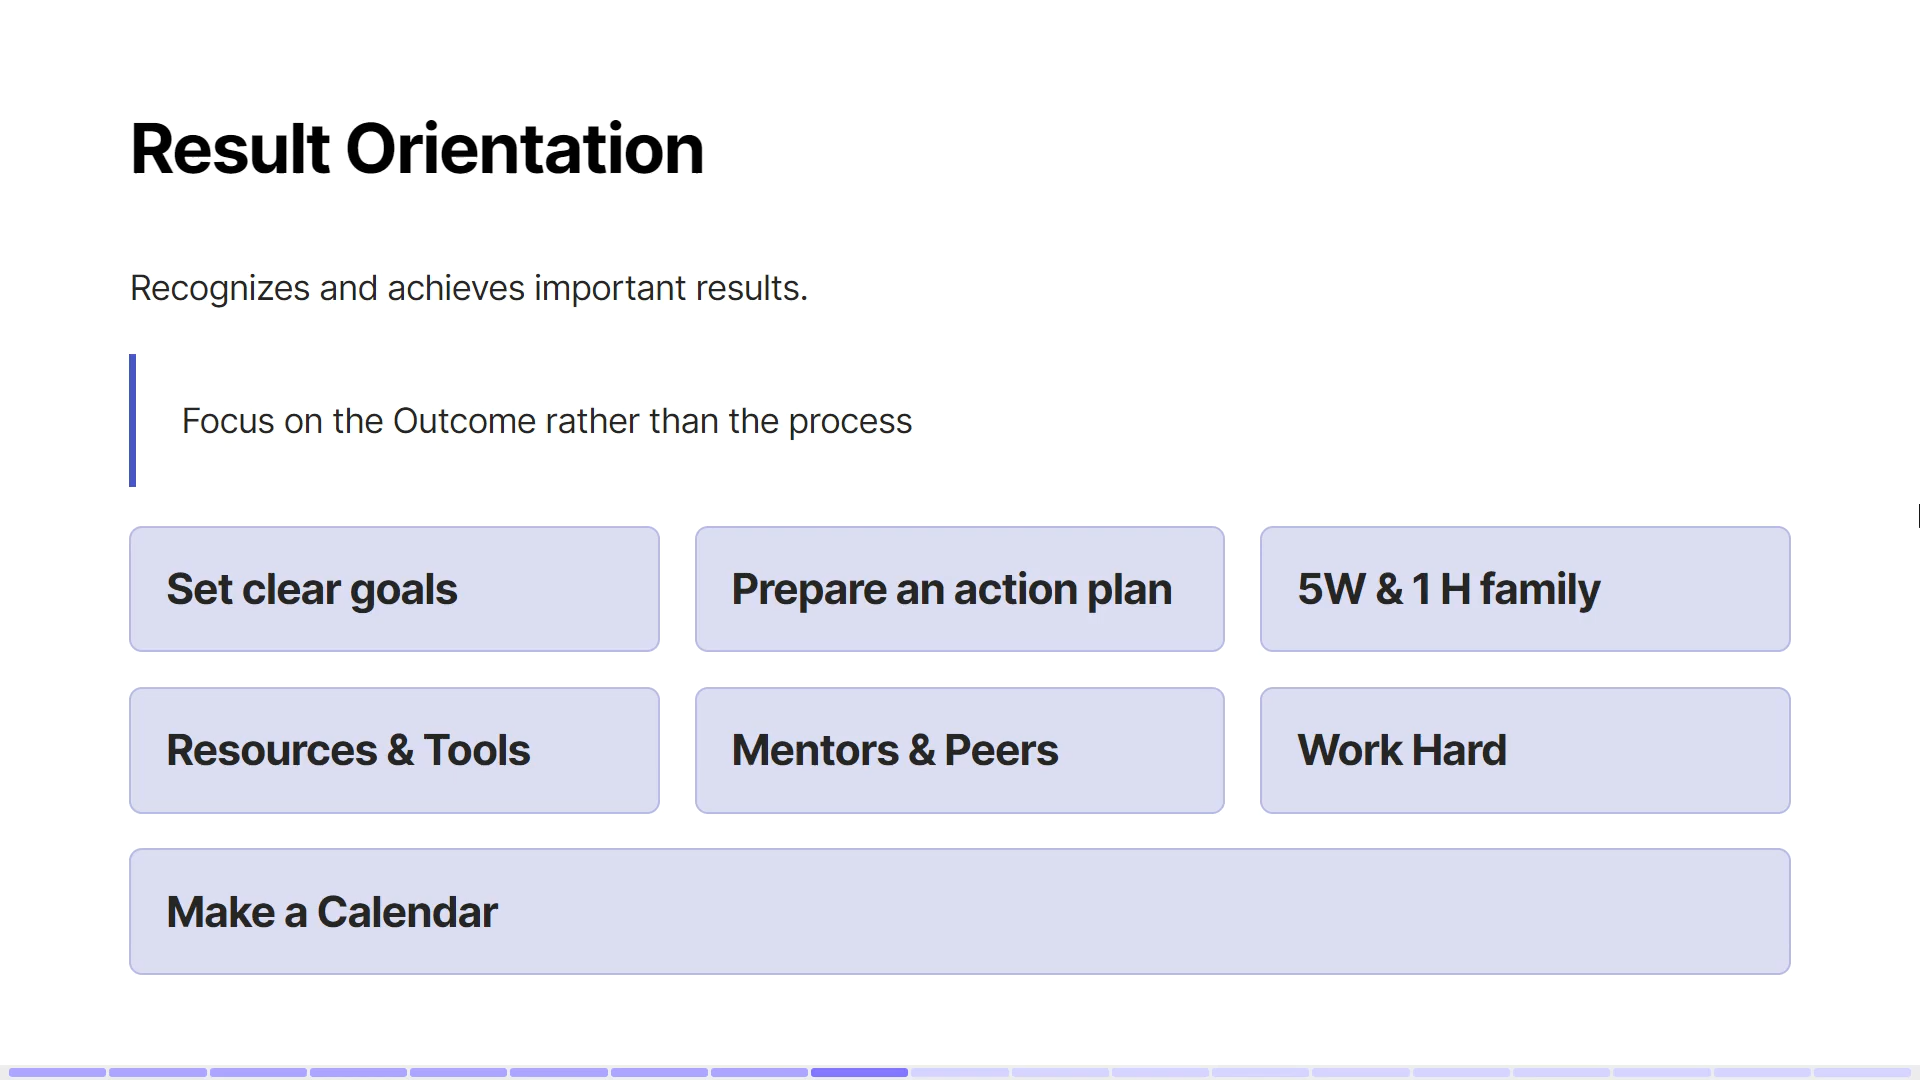 Result Orientation
Recognizes and achieves important results.
Focus on the Outcome rather than the process
Set clear goals
Prepare an action plan
5W & 1 H family
Resources & Tools
Mentors & Peers
Work Hard
Make a Calendar